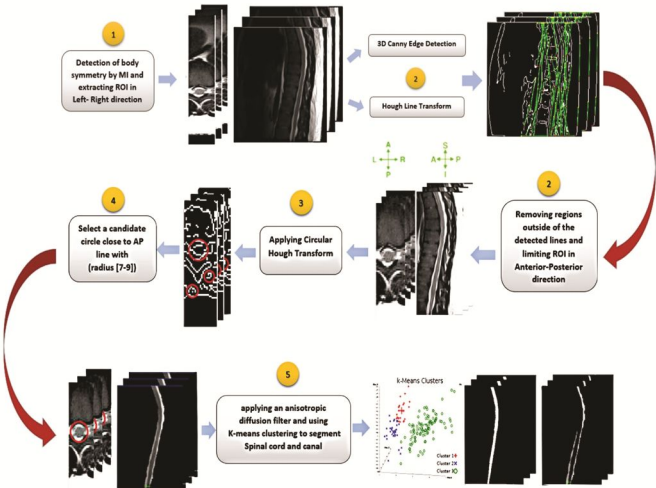 1
Detection of body
symmetry by MI and
extracting ROI in
Left- Right direction
3D Canny Edge Detection
2
Hough Line Transform
A
L R
P
S
A P
I
2
Removing regions
outside of the
detected lines and
limiting ROI in
Anterior-Posterior
direction
3
Applying Circular
Hough Transform
4
Select a candidate
circle close to AP
line with
(radius [7-9])
5
applying an anisotropic
diffusion filter and using
K-means clustering to segment
Spinal cord and canal
k-Means Clusters
Cluster 1
Cluster 2
Cluster 3